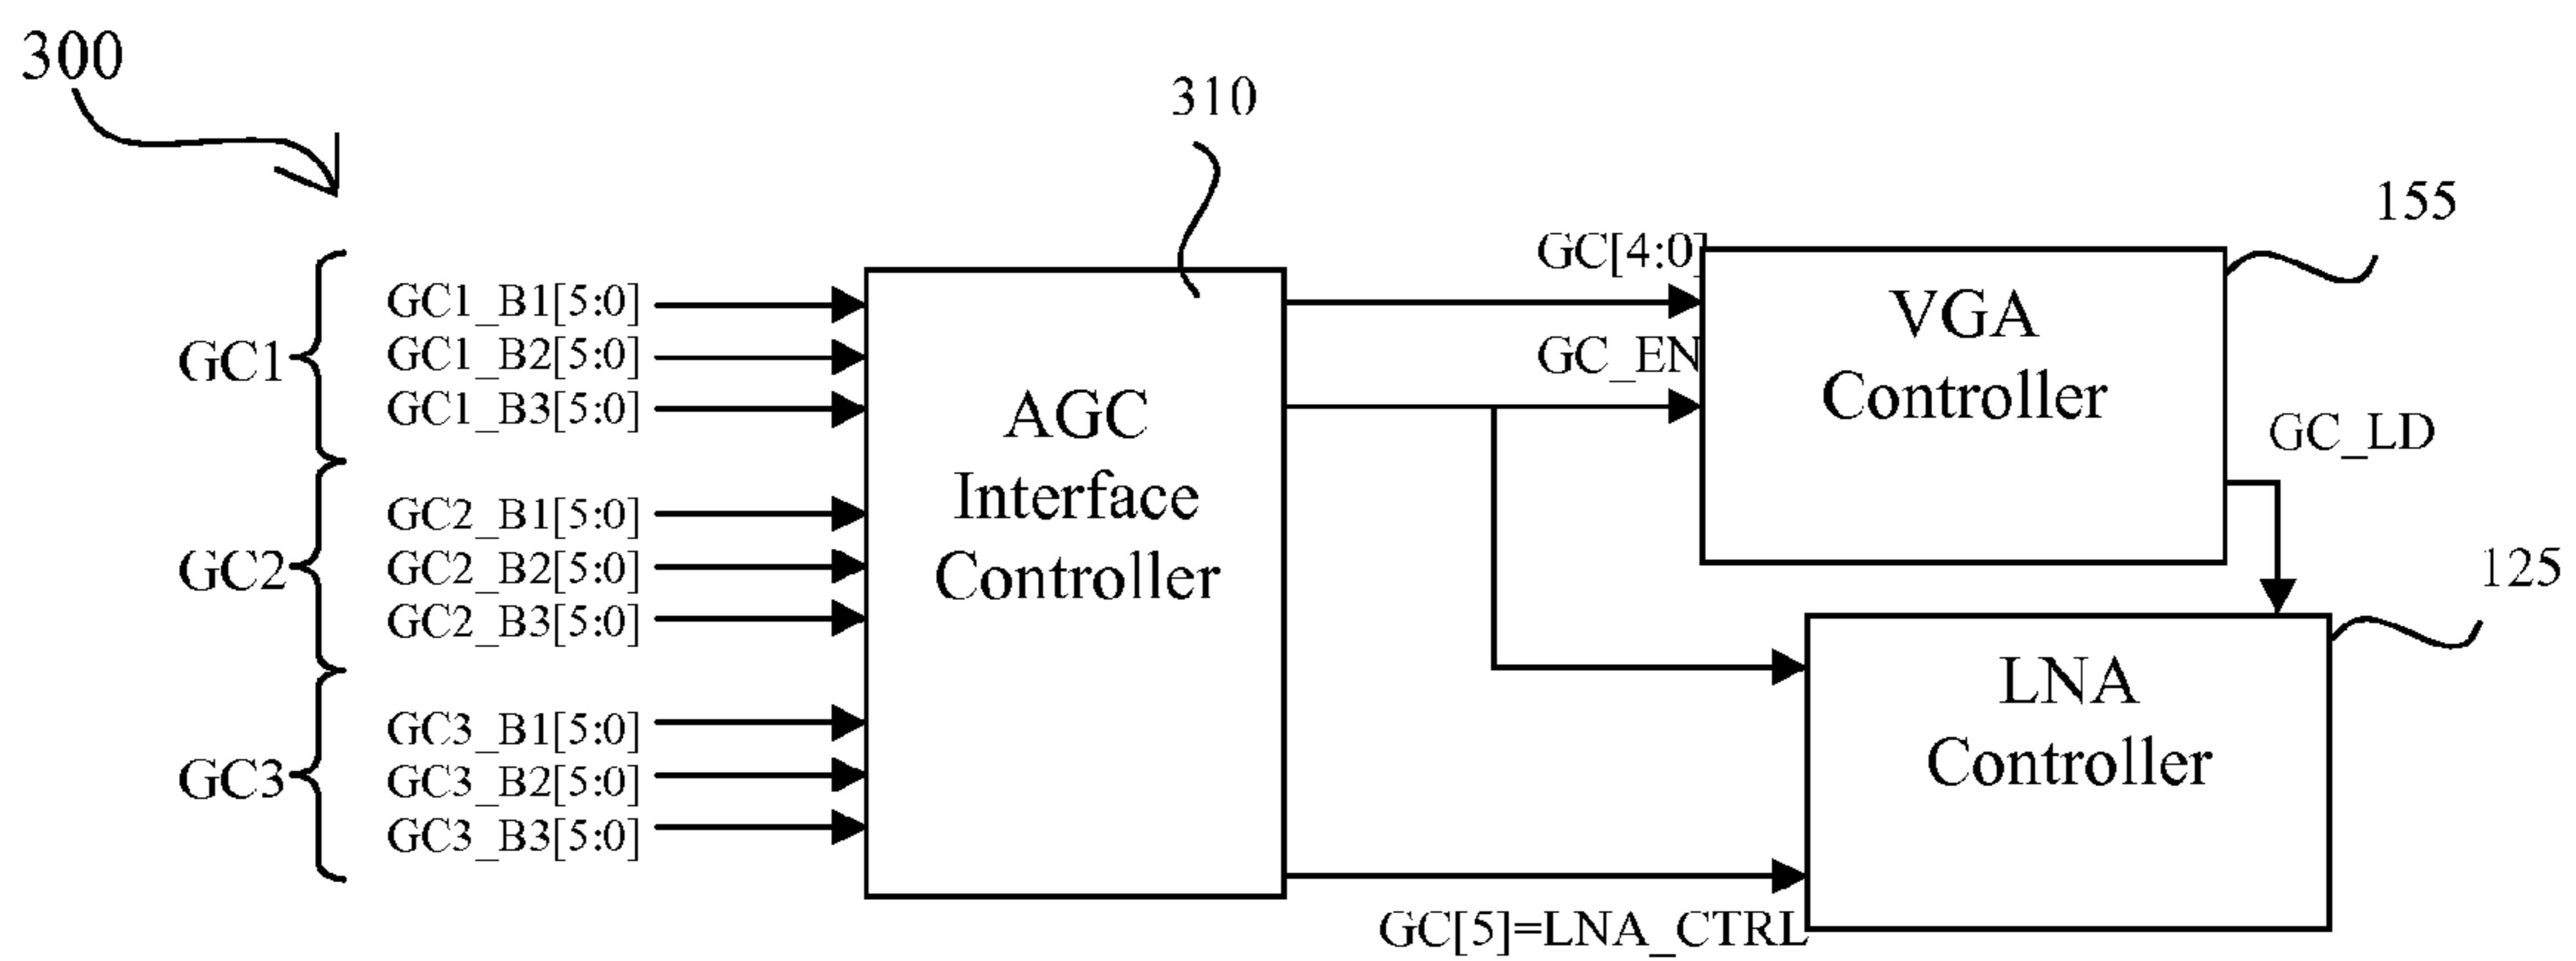 300
310
155
GC[4:0]
GC1_B1[5:0]
GC1_B2[5:0]
GC1_B3[5:0]
GC1
GC_EN
VGA
Controller
GC_LD
AGC
Interface
Controller
GC2_B1[5:0]
GC2_B2[5:0]
GC2_B3[5:0]
GC2
125
LNA
Controller
GC3_B1[5:0]
GC3_B2[5:0]
GC3_B3[5:0]
GC3
GC[5]=LNA_CTRL